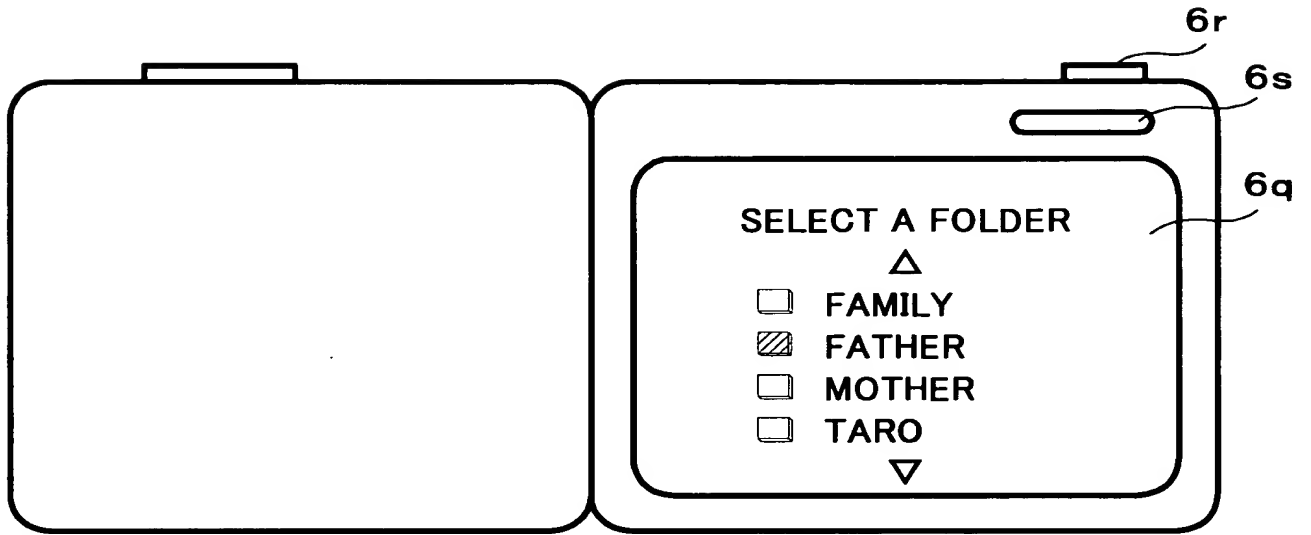 6r
6s
6q
SELECT A FOLDER
FAMILY
FATHER
MOTHER
TARO